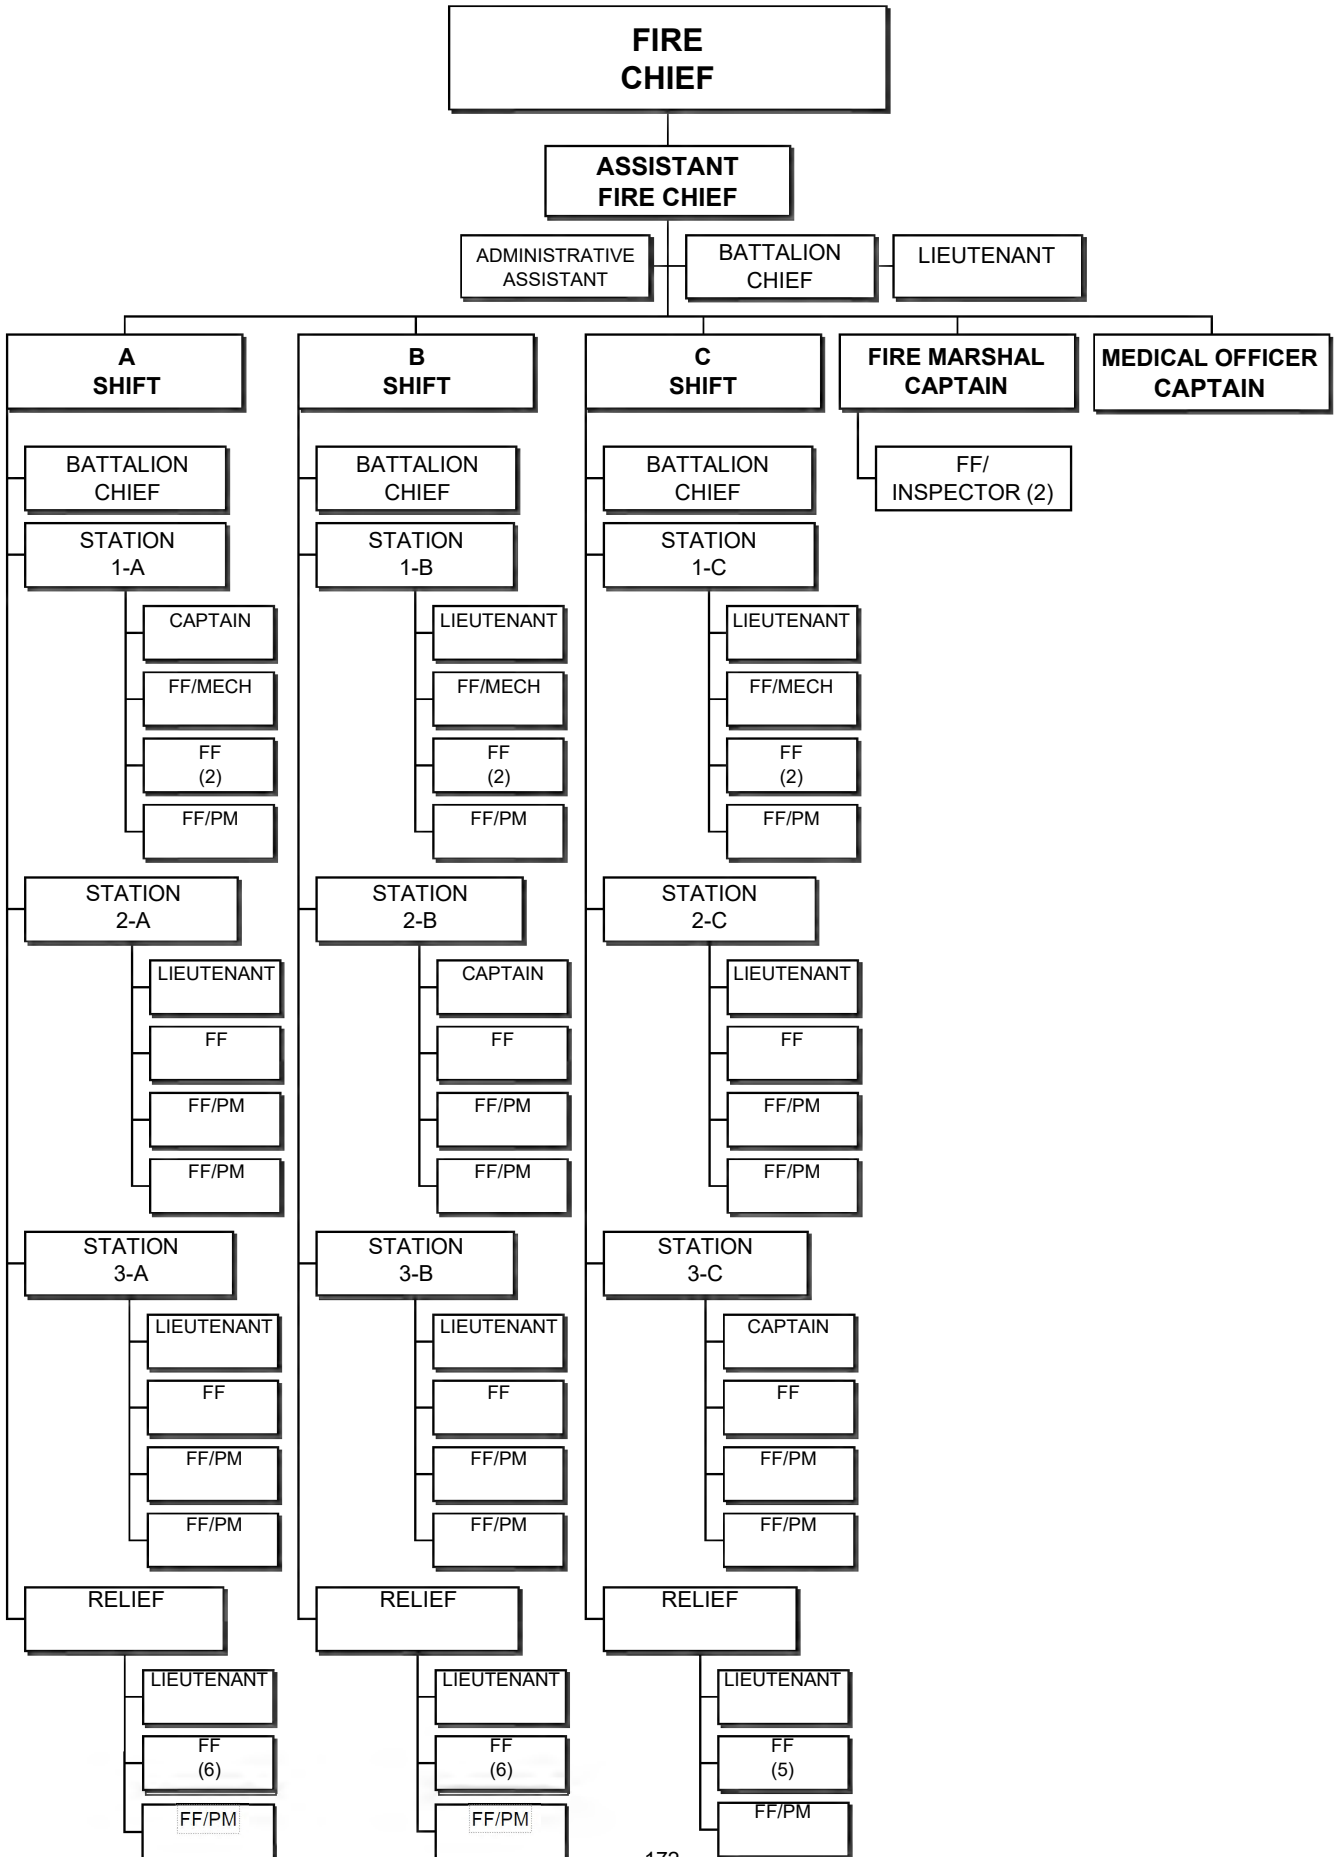 FIRE
CHIEF
ASSISTANT
FIRE CHIEF
ADMINISTRATIVE
ASSISTANT
BATTALION
CHIEF
LIEUTENANT
A
SHIFT
B
SHIFT
C
SHIFT
FIRE MARSHAL
CAPTAIN
MEDICAL OFFICER
CAPTAIN
BATTALION
CHIEF
BATTALION
CHIEF
BATTALION
CHIEF
FF/
INSPECTOR (2)
STATION
1-A
STATION
1-B
STATION
1-C
CAPTAIN
LIEUTENANT
LIEUTENANT
FF/MECH
FF/MECH
FF/MECH
FF
(2)
FF
(2)
FF
(2)
FF/PM
FF/PM
FF/PM
STATION
2-A
STATION
2-B
STATION
2-C
LIEUTENANT
CAPTAIN
LIEUTENANT
FF
FF
FF
FF/PM
FF/PM
FF/PM
FF/PM
FF/PM
FF/PM
STATION
3-A
STATION
3-B
STATION
3-C
LIEUTENANT
LIEUTENANT
CAPTAIN
FF
FF
FF
FF/PM
FF/PM
FF/PM
FF/PM
FF/PM
FF/PM
RELIEF
RELIEF
RELIEF
LIEUTENANT
LIEUTENANT
LIEUTENANT
FF
(6)
FF
(6)
FF
(5)
FF/PM
FF/PM
FF/PM